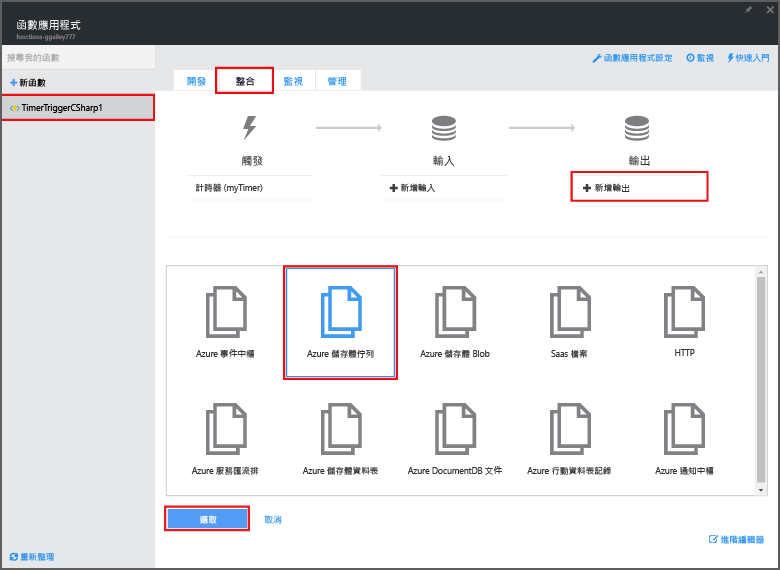 函數應用程式
functions-ggailey777
搜尋我的函數
函數應用程式設定 監視 快速入門
新函數
TimerTriggerCSharp1
開發 整合 監視 管理
觸發 輸入 輸出
計時器 (myTimer) 新增輸入 新增輸出
Azure 事件中樞 Azure 儲存體佇列 Azure 儲存體 Blob Saas 檔案 HTTP
Azure 服務匯流排 Azure 儲存體資料表 Azure DocumentDB 文件 Azure 行動資料表記錄 Azure 通知中樞
選取 取消
進階編輯器
重新整理